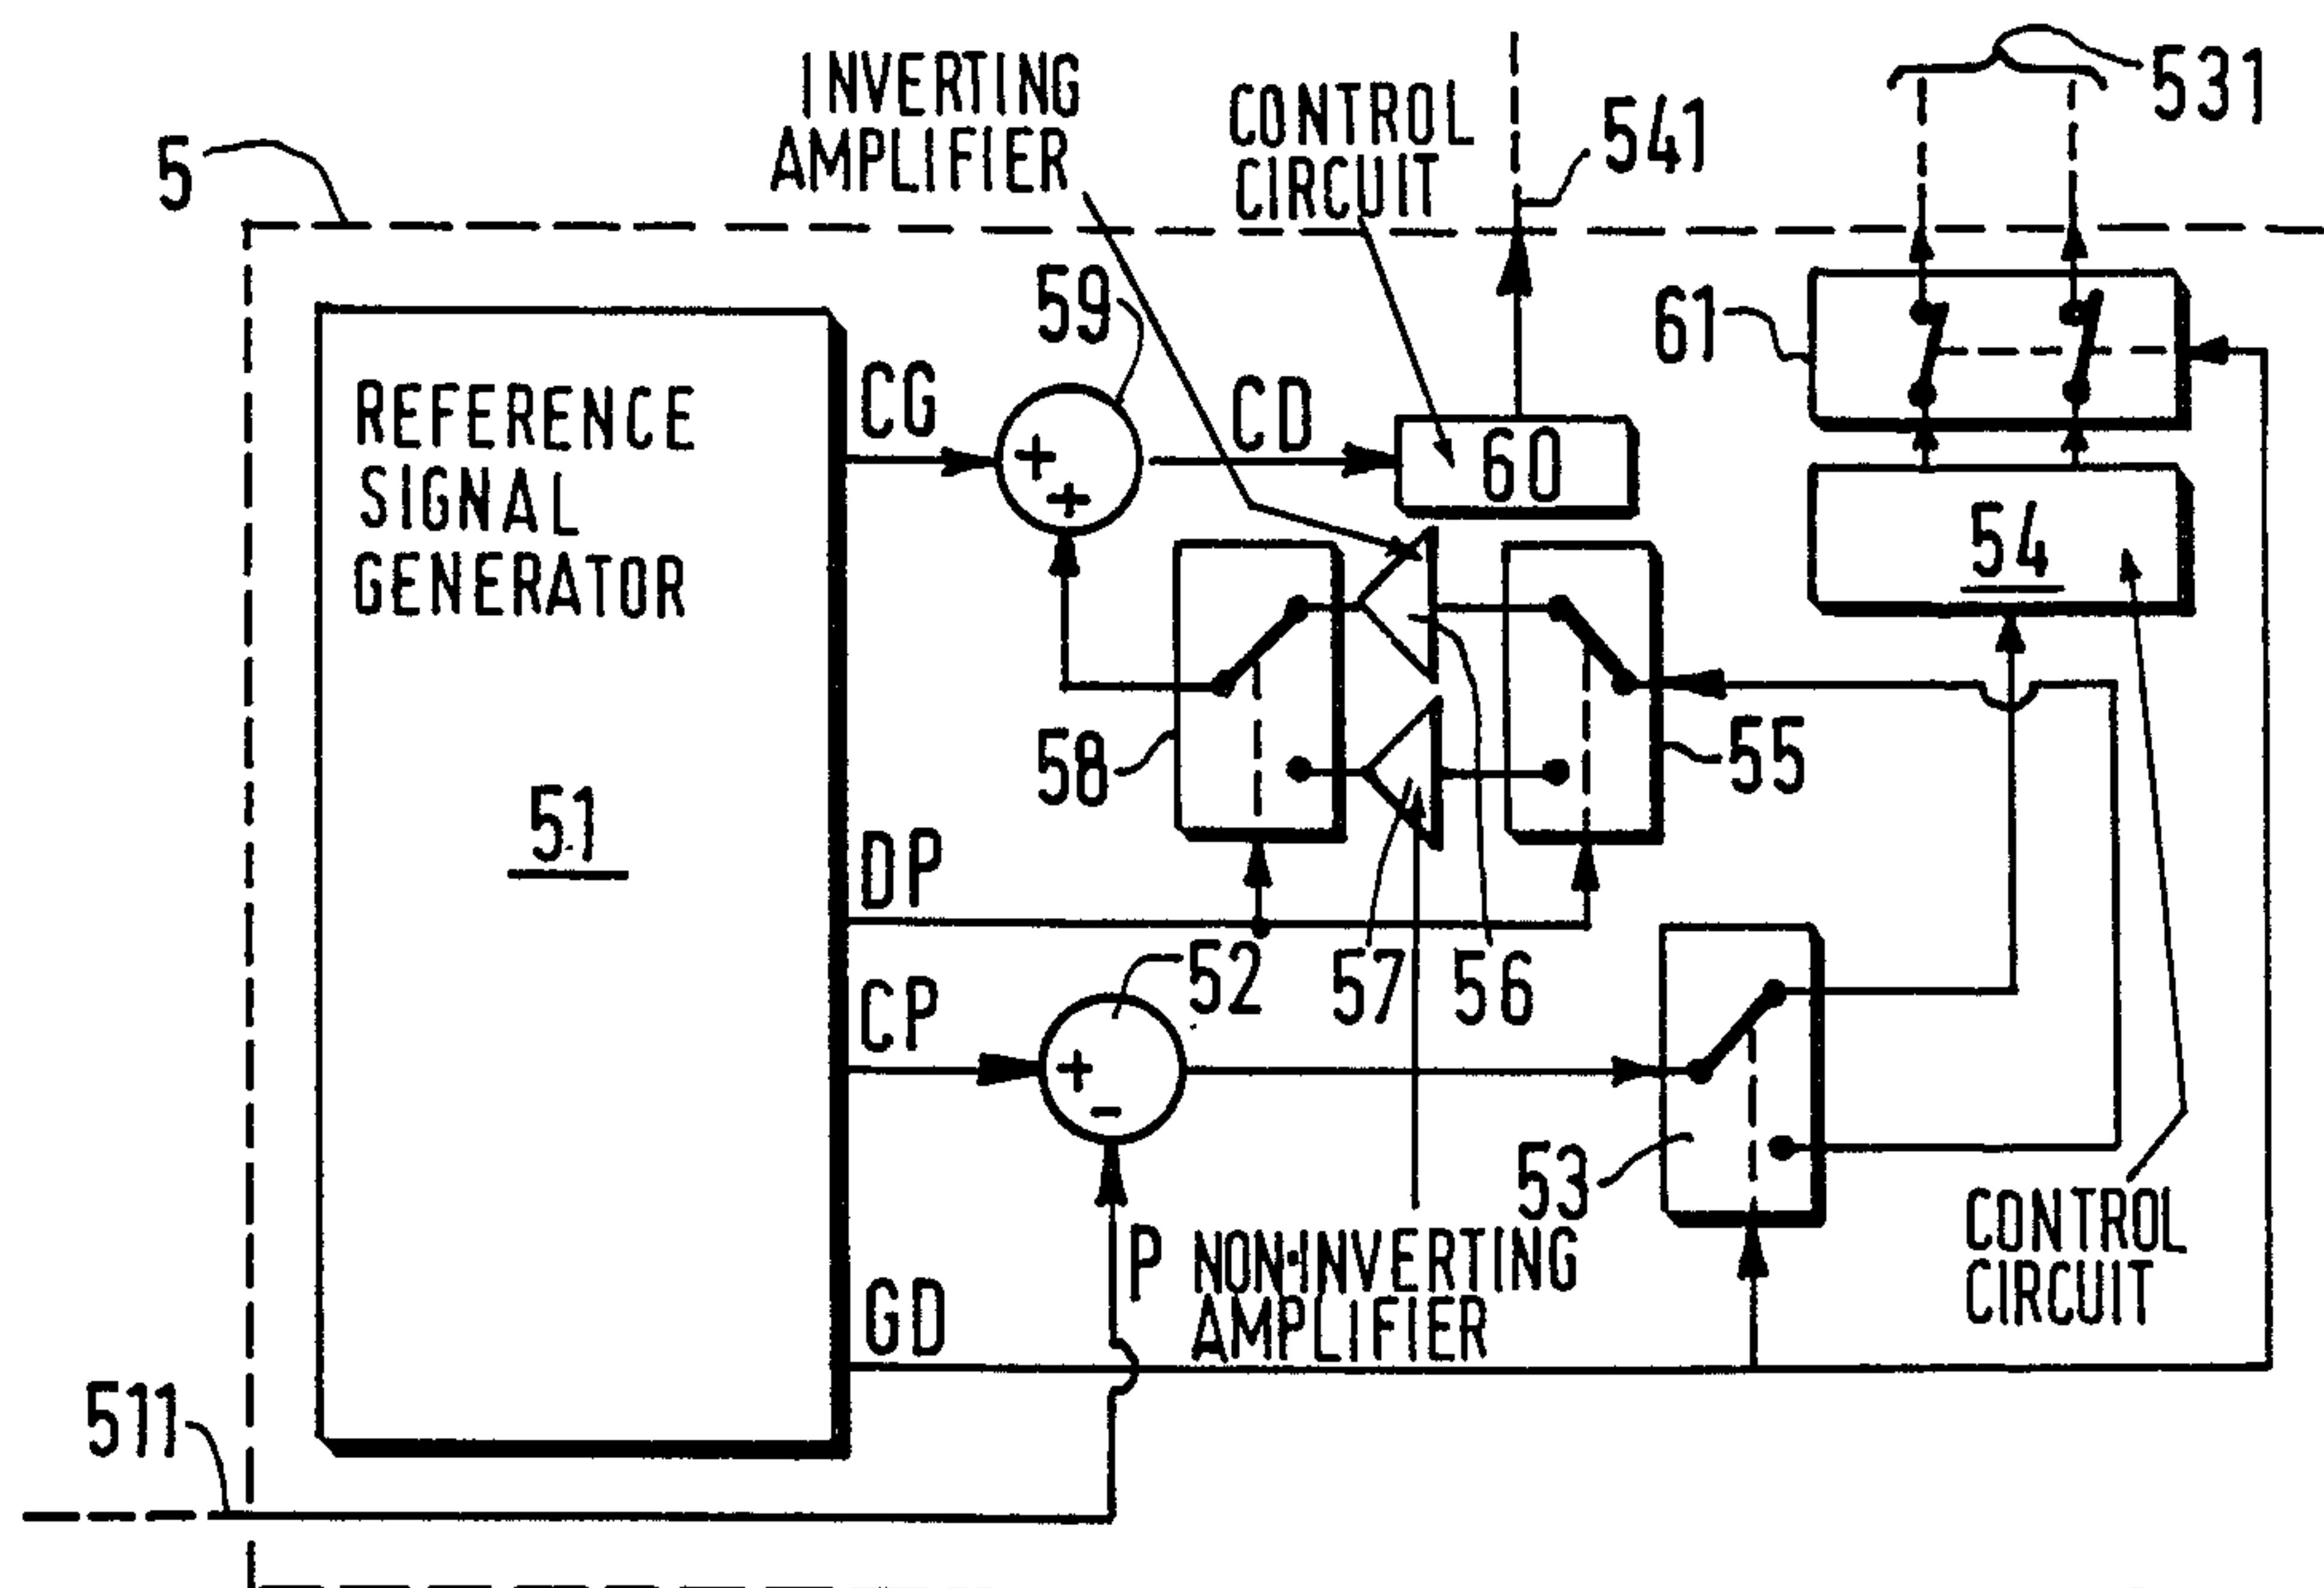 INVERTING
AMPLIFIER
CONTROL
CIRCUIT
541
531
5
59
61
CG
CD
+
+
60
REFERENCE
SIGNAL
GENERATOR
54
51
58
55
DP
52
57
56
CP
+
-
53
P
NON-INVERTING
AMPLIFIER
CONTROL
CIRCUIT
GD
511